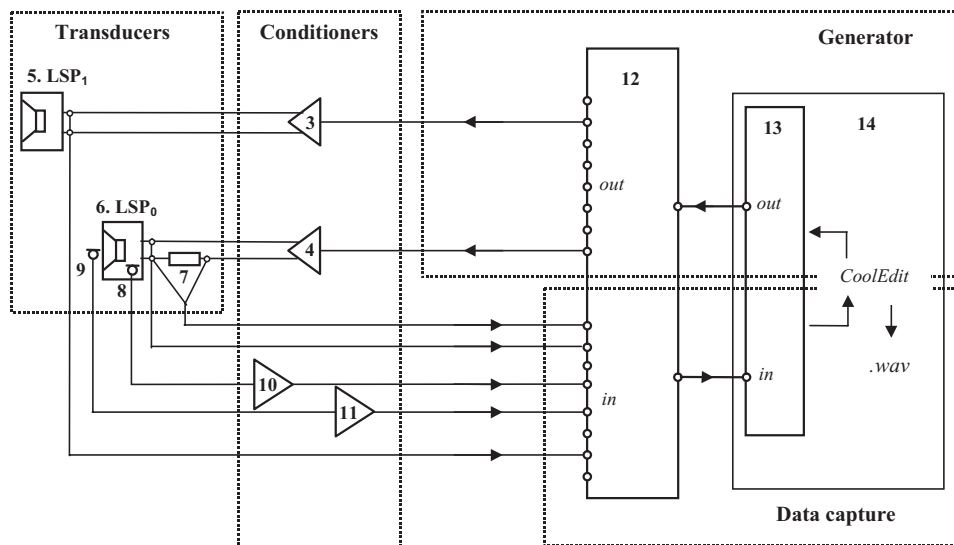 Transducers
Conditioners
Generator
5. LSP₁
12
3
13
14
out
out
6. LSP₀
4
9
7
8
CoolEdit
10
.wav
in
in
11
Data capture